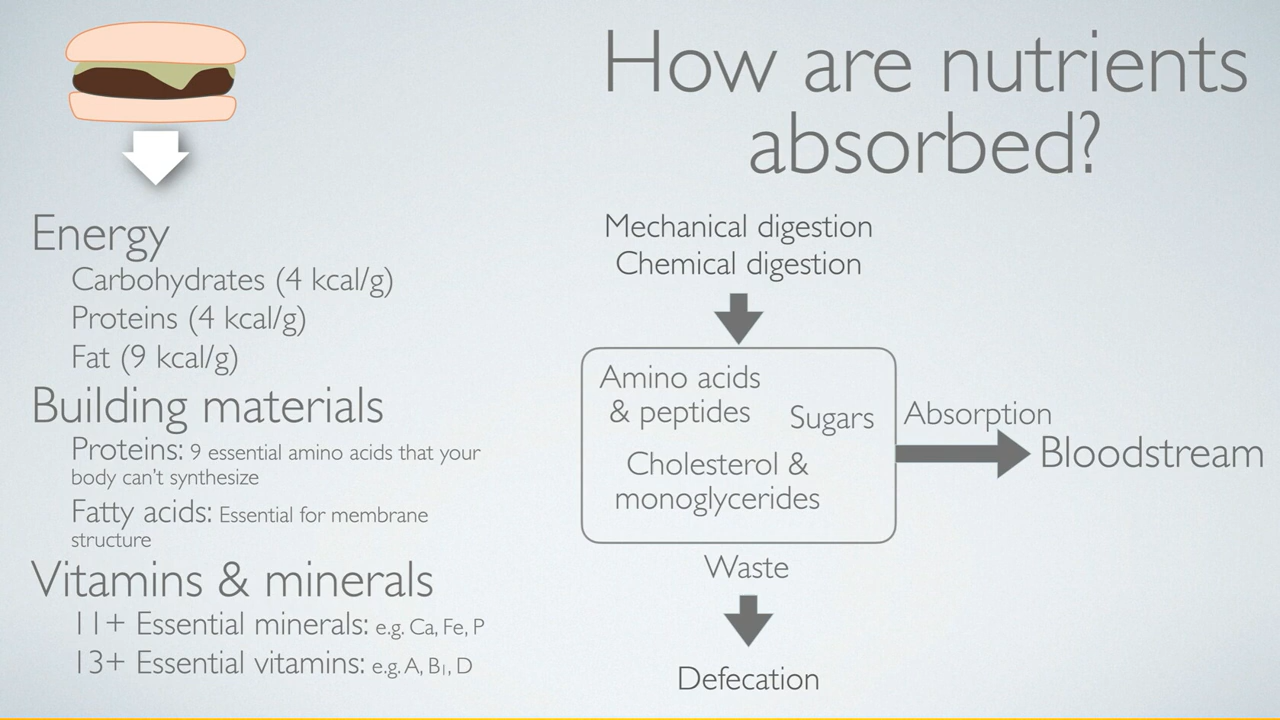 How are nutrients
absorbed?
Energy
Carbohydrates (4 kcal/g)
Proteins (4 kcal/g)
Fat (9 kcal/g)
Building materials
Proteins: 9 essential amino acids that your
body can't synthesize
Fatty acids: Essential for membrane
structure
Vitamins & minerals
11+ Essential minerals: e.g. Ca, Fe, P
13+ Essential vitamins: e.g. A, B₁, D
Mechanical digestion
Chemical digestion
Amino acids
& peptides
Sugars
Cholesterol &
monoglycerides
Absorption
Bloodstream
Waste
Defecation